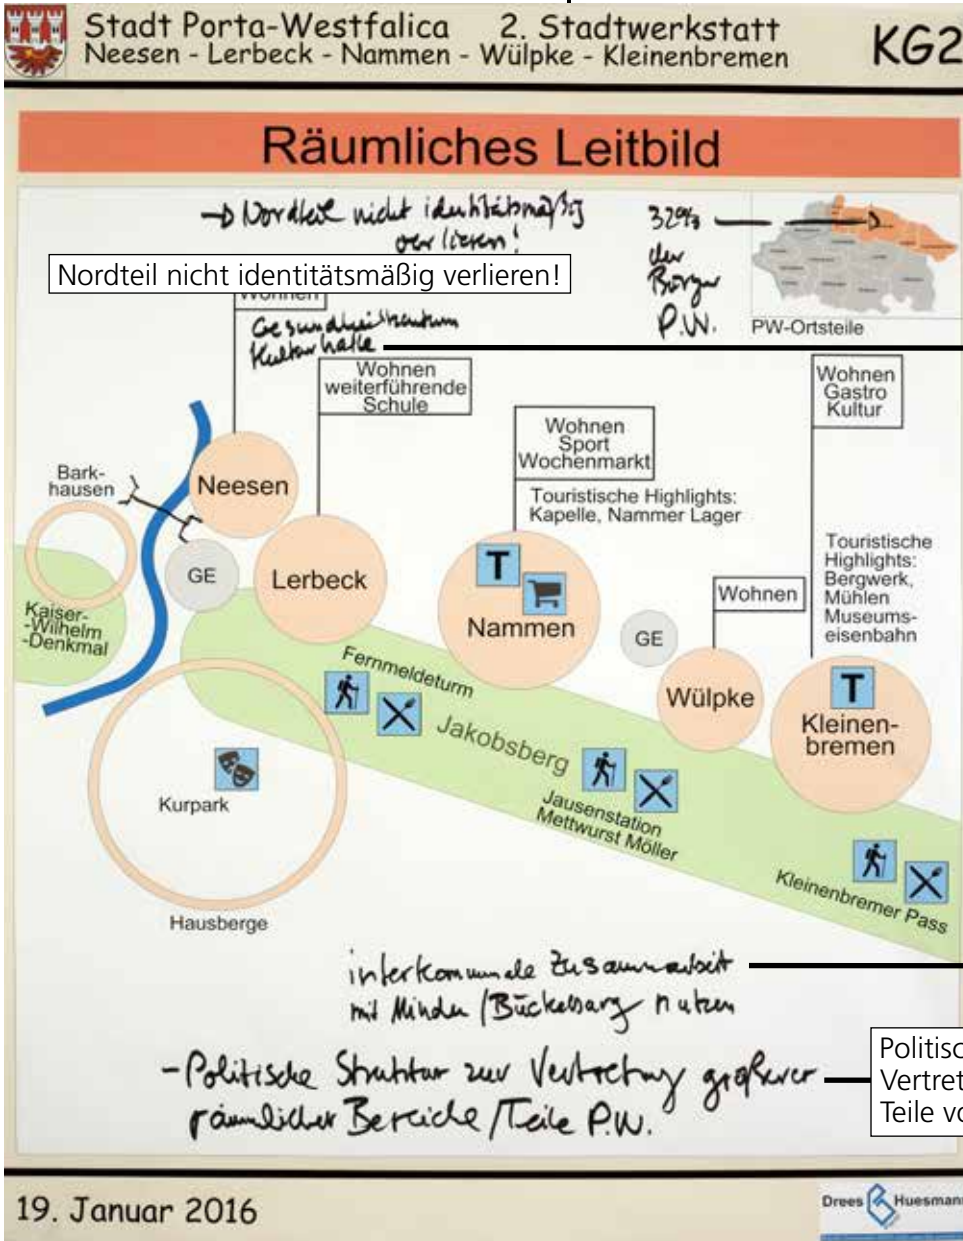 Stadt Porta-Westfalica 2. Stadtwerkstatt
Neesen - Lerbeck - Nammen - Wülpke - Kleinenbremen
KG2
Räumliches Leitbild
→ Nordteil nicht identitätsmäßig
verlieren!
Nordteil nicht identitätsmäßig verlieren!
32%
der
Bürger
P.W.
PW-Ortsteile
Wohnen
Gesundheitszentrum
Kulturhalle
Wohnen
weiterführende
Schule
Wohnen
Sport
Wochenmarkt
Touristische Highlights:
Kapelle, Nammer Lager
Wohnen
Gastro
Kultur
Touristische
Highlights:
Bergwerk,
Mühlen
Museums-
eisenbahn
Bark-
hausen
Neesen
GE
Lerbeck
T
Nammen
GE
Wohnen
Wülpke
T
Kleinen-
bremen
Kaiser-
-Wilhelm
-Denkmal
Fernmeldeturm
Jakobsberg
Jausenstation
Mettwurst Möller
Kleinenbremer Pass
Kurpark
Hausberge
interkommunale Zusammenarbeit
mit Minden/Bückeburg nutzen
- Politische Struktur zur Vertretung größerer
räumlicher Bereiche/Teile P.W.
Politisc
Vertret
Teile vo
19. Januar 2016
Drees Huesmann